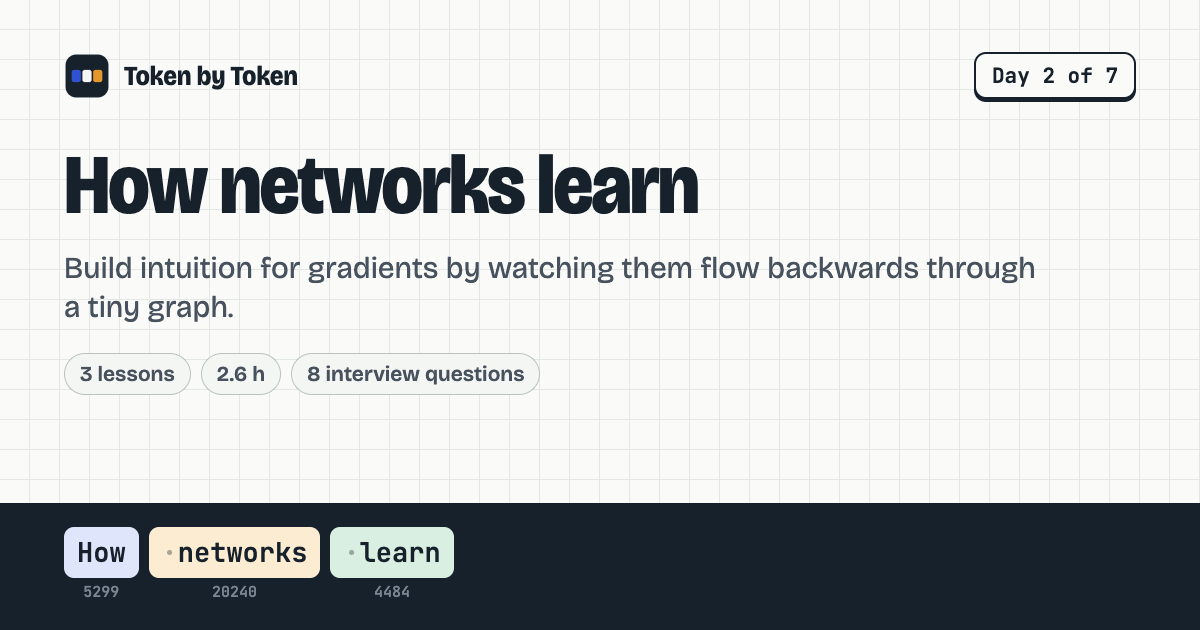 Token by Token
Day 2 of 7
How networks learn
Build intuition for gradients by watching them flow backwards through
a tiny graph.
3 lessons
2.6 h
8 interview questions
How ·networks ·learn
5299 20240 4484